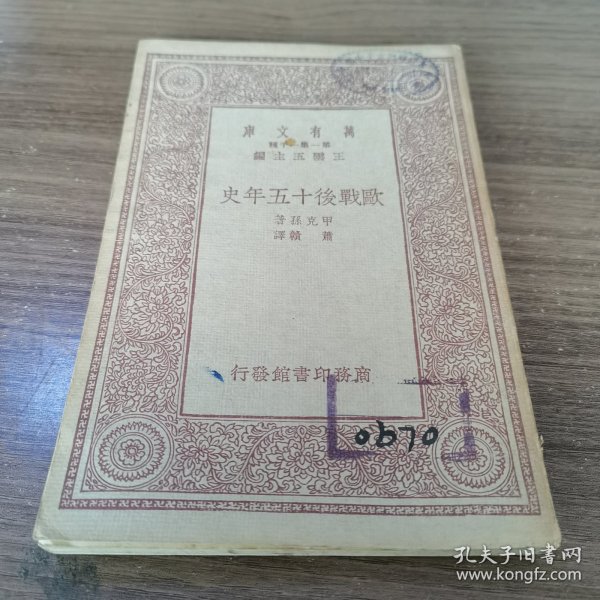 萬有文庫
第一集一千種
王雲五主編
歐戰後十五年史
甲克孫著
蕭贛譯
商務印書館發行
孔夫子旧书网
www.kongfz.com